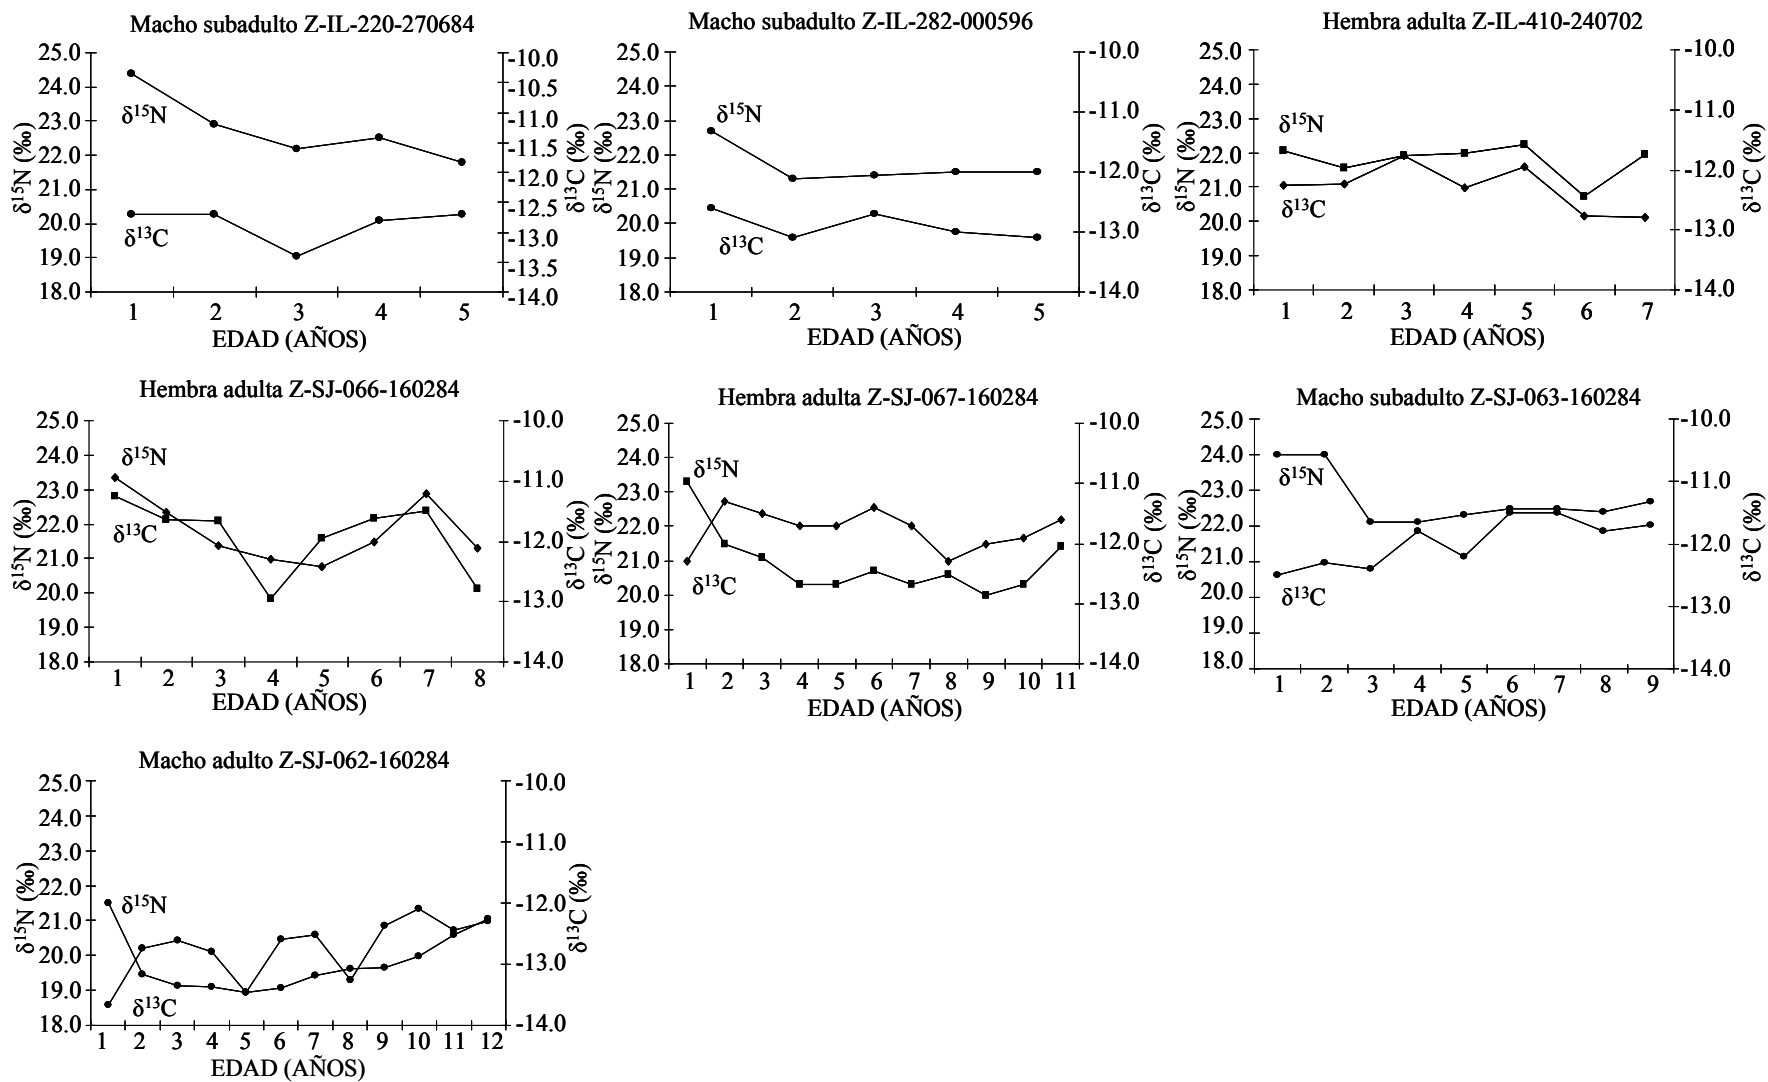 Macho subadulto Z-IL-220-270684
25.0
24.0
23.0
22.0
21.0
20.0
19.0
18.0
δ¹⁵N (‰)
δ¹⁵N
δ¹³C
-10.0
-10.5
-11.0
-11.5
-12.0
-12.5
-13.0
-13.5
-14.0
δ¹³C (‰)
1 2 3 4 5
EDAD (AÑOS)
Macho subadulto Z-IL-282-000596
25.0
24.0
23.0
22.0
21.0
20.0
19.0
18.0
δ¹⁵N (‰)
δ¹⁵N
δ¹³C
-10.0
-11.0
-12.0
-13.0
-14.0
δ¹³C (‰)
1 2 3 4 5
EDAD (AÑOS)
Hembra adulta Z-IL-410-240702
25.0
24.0
23.0
22.0
21.0
20.0
19.0
18.0
δ¹⁵N (‰)
δ¹⁵N
δ¹³C
-10.0
-11.0
-12.0
-13.0
-14.0
δ¹³C (‰)
1 2 3 4 5 6 7
EDAD (AÑOS)
Hembra adulta Z-SJ-066-160284
25.0
24.0
23.0
22.0
21.0
20.0
19.0
18.0
δ¹⁵N (‰)
δ¹⁵N
δ¹³C
-10.0
-11.0
-12.0
-13.0
-14.0
δ¹³C (‰)
1 2 3 4 5 6 7 8
EDAD (AÑOS)
Hembra adulta Z-SJ-067-160284
25.0
24.0
23.0
22.0
21.0
20.0
19.0
18.0
δ¹⁵N (‰)
δ¹⁵N
δ¹³C
-10.0
-11.0
-12.0
-13.0
-14.0
δ¹³C (‰)
1 2 3 4 5 6 7 8 9 10 11
EDAD (AÑOS)
Macho subadulto Z-SJ-063-160284
25.0
24.0
23.0
22.0
21.0
20.0
19.0
18.0
δ¹⁵N (‰)
δ¹⁵N
δ¹³C
-10.0
-11.0
-12.0
-13.0
-14.0
δ¹³C (‰)
1 2 3 4 5 6 7 8 9
EDAD (AÑOS)
Macho adulto Z-SJ-062-160284
25.0
24.0
23.0
22.0
21.0
20.0
19.0
18.0
δ¹⁵N (‰)
δ¹⁵N
δ¹³C
-10.0
-11.0
-12.0
-13.0
-14.0
δ¹³C (‰)
1 2 3 4 5 6 7 8 9 10 11 12
EDAD (AÑOS)